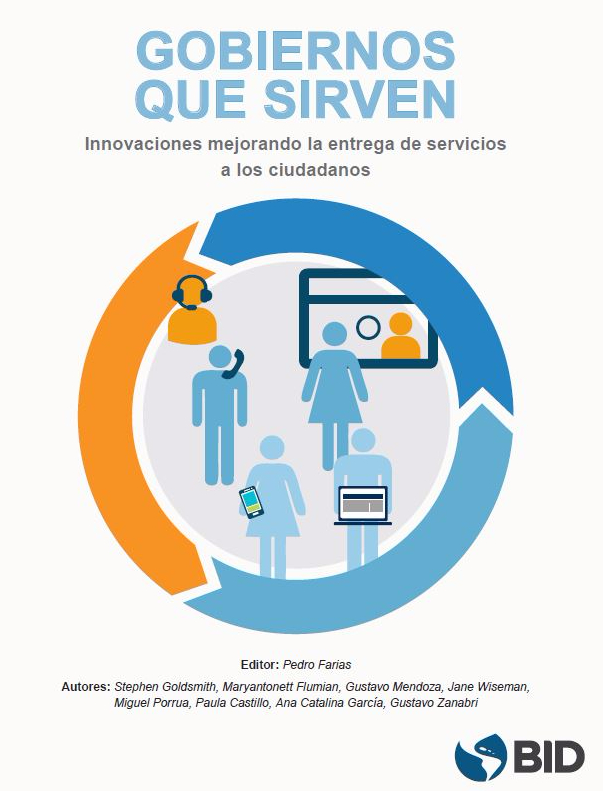 GOBIERNOS
QUE SIRVEN
Innovaciones mejorando la entrega de servicios
a los ciudadanos
Editor: Pedro Farias
Autores: Stephen Goldsmith, Maryantonett Flumian, Gustavo Mendoza, Jane Wiseman,
Miguel Porrua, Paula Castillo, Ana Catalina García, Gustavo Zanabri
BID